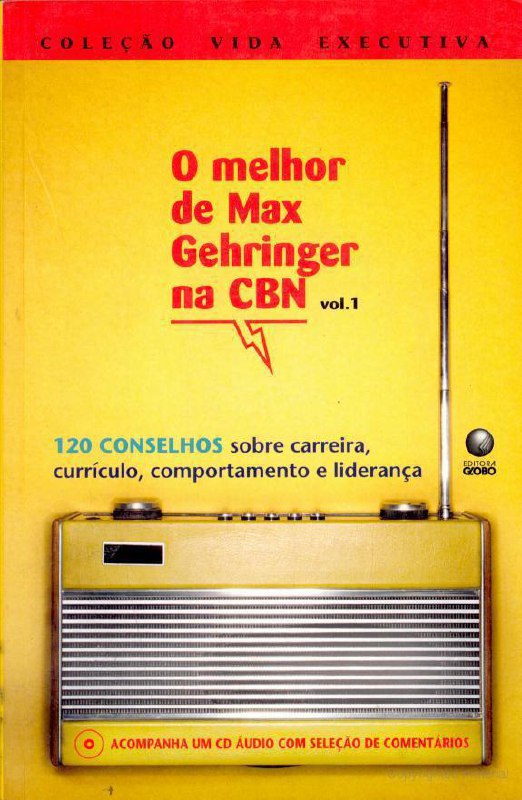 COLEÇÃO VIDA EXECUTIVA
O melhor
de Max
Gehringer
na CBN vol.1
120 CONSELHOS sobre carreira,
currículo, comportamento e liderança
EDITORA
GLOBO
ACOMPANHA UM CD ÁUDIO COM SELEÇÃO DE COMENTÁRIOS